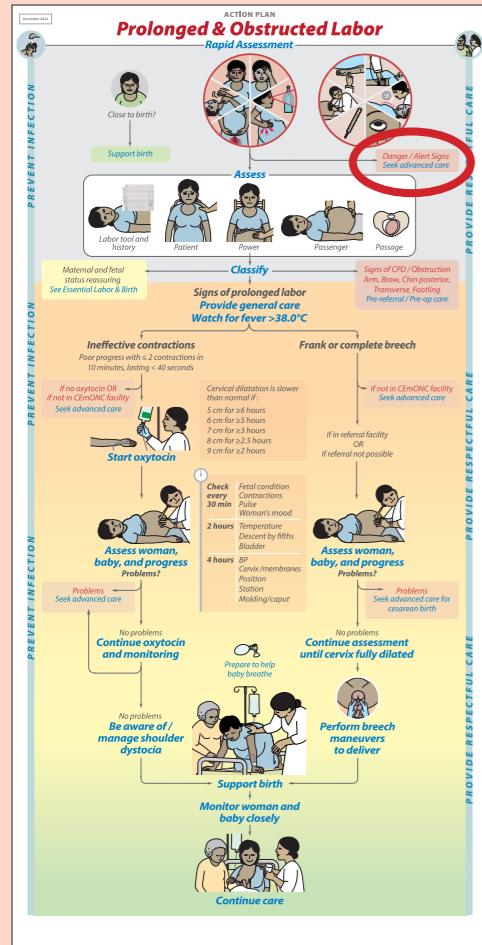 December 2022
ACTION PLAN
Prolonged & Obstructed Labor
Rapid Assessment
Close to birth?
Support birth
Danger / Alert Signs
Seek advanced care
Assess
Labor tool and
history
Patient
Power
Passenger
Passage
Maternal and fetal
status reassuring
See Essential Labor & Birth
Classify
Signs of CPD / Obstruction
Arm, Brow, Chin posterior,
Transverse, Footling
Pre-referral / Pre-op care
Signs of prolonged labor
Provide general care
Watch for fever >38.0°C
Ineffective contractions
Poor progress with ≤ 2 contractions in
10 minutes, lasting < 40 seconds
Frank or complete breech
If no oxytocin OR
if not in CEmONC facility
Seek advanced care
Cervical dilatation is slower
than normal if :
5 cm for ≥6 hours
6 cm for ≥5 hours
7 cm for ≥3 hours
8 cm for ≥2.5 hours
9 cm for ≥2 hours
If not in CEmONC facility
Seek advanced care
If in referral facility
OR
If referral not possible
Start oxytocin
Check
every
30 min
Fetal condition
Contractions
Pulse
Woman's mood
2 hours
Temperature
Descent by fifths
Bladder
4 hours
BP
Cervix/membranes
Position
Station
Molding/caput
Assess woman,
baby, and progress
Problems?
Assess woman,
baby, and progress
Problems?
Problems
Seek advanced care
Problems
Seek advanced care for
cesarean birth
No problems
Continue oxytocin
and monitoring
Prepare to help
baby breathe
No problems
Continue assessment
until cervix fully dilated
No problems
Be aware of /
manage shoulder
dystocia
Perform breech
maneuvers
to deliver
Support birth
Monitor woman and
baby closely
Continue care
PREVENT INFECTION
PREVENT INFECTION
PREVENT INFECTION
PROVIDE RESPECTFUL CARE
PROVIDE RESPECTFUL CARE
PROVIDE RESPECTFUL CARE